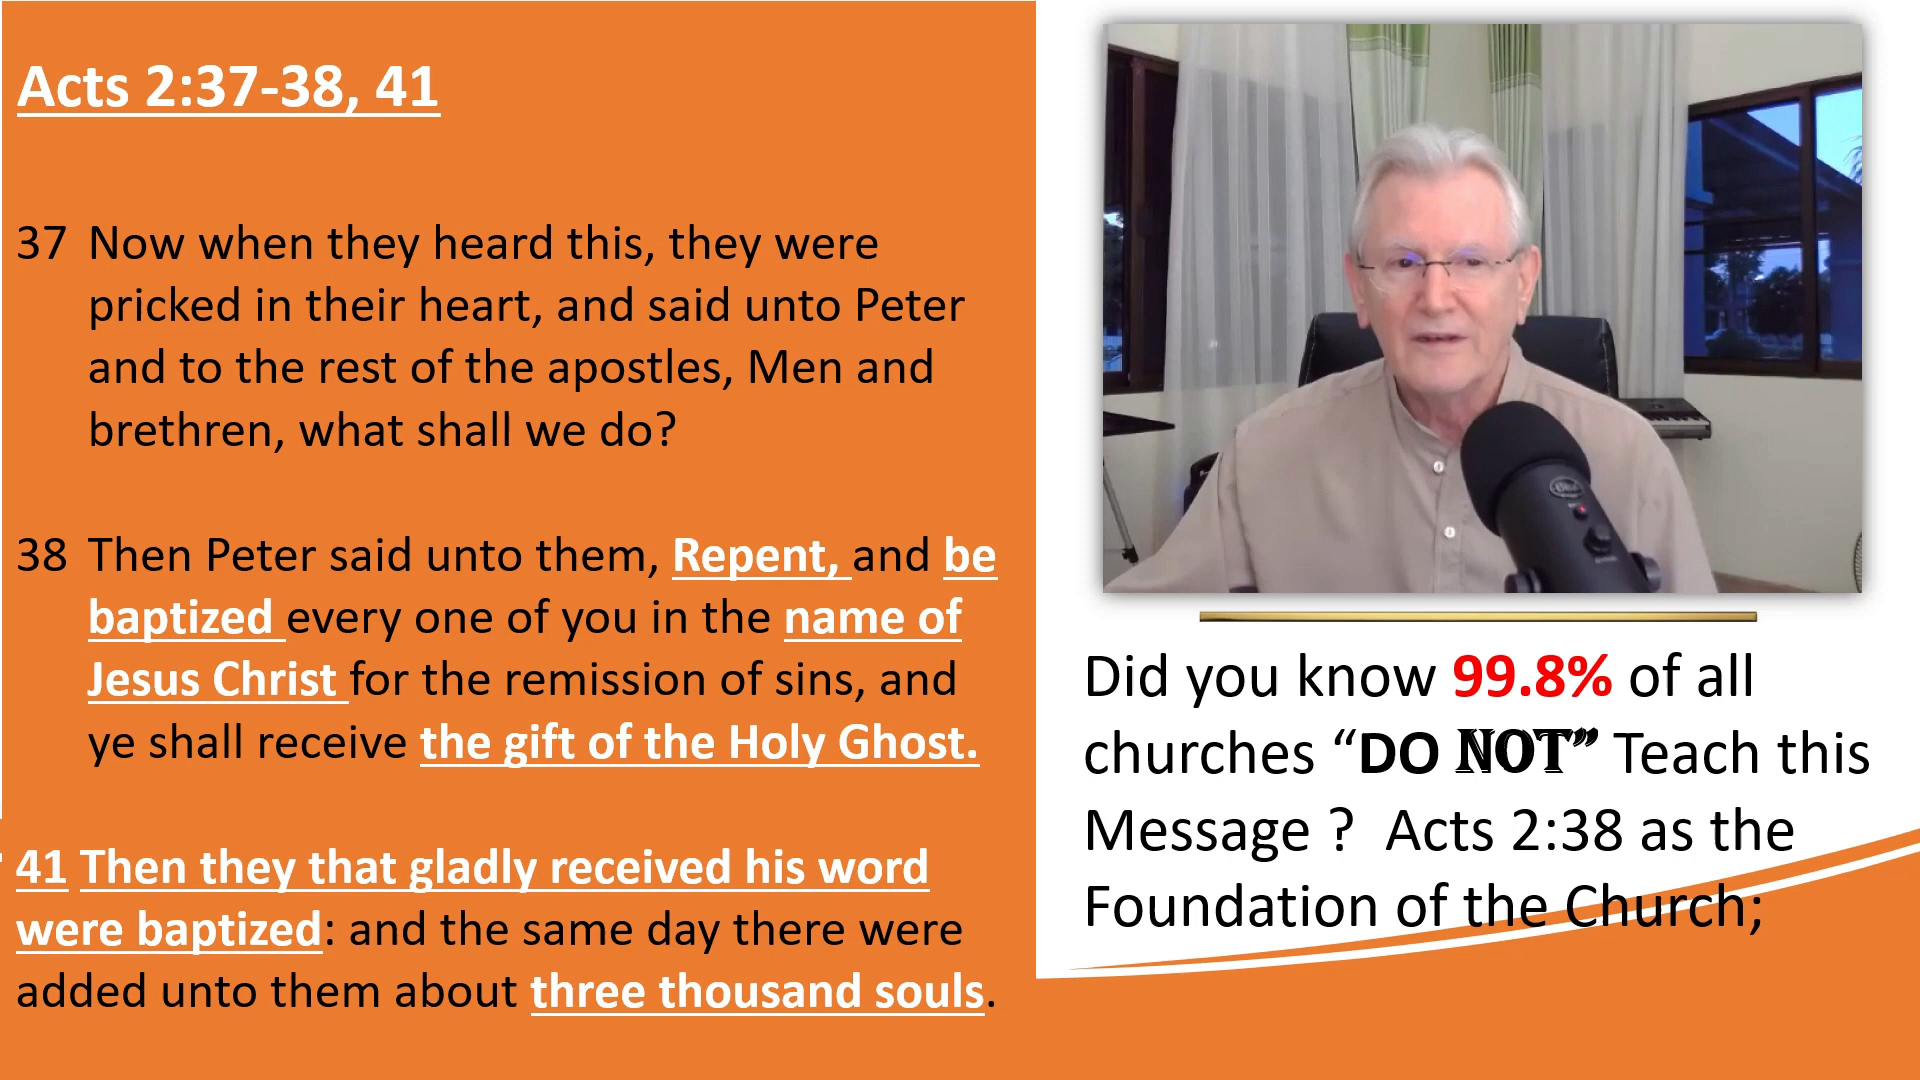 Acts 2:37-38, 41
37 Now when they heard this, they were
pricked in their heart, and said unto Peter
and to the rest of the apostles, Men and
brethren, what shall we do?
38 Then Peter said unto them, Repent, and be
baptized every one of you in the name of
Jesus Christ for the remission of sins, and
ye shall receive the gift of the Holy Ghost.
41 Then they that gladly received his word
were baptized: and the same day there were
added unto them about three thousand souls.
Did you know 99.8% of all
churches “DO NOT” Teach this
Message ? Acts 2:38 as the
Foundation of the Church;